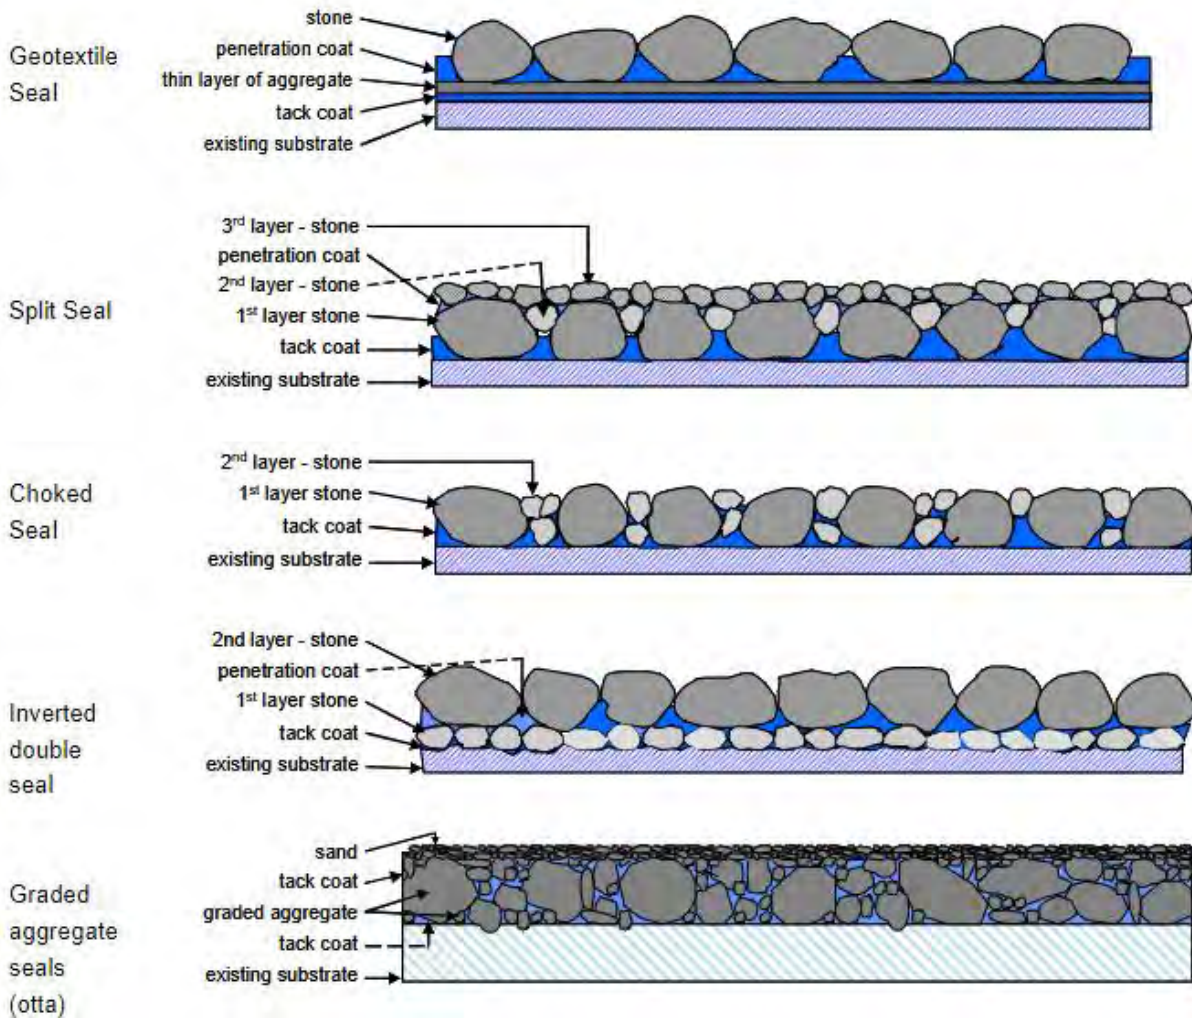 Geotextile
Seal
stone
penetration coat
thin layer of aggregate
tack coat
existing substrate
Split Seal
3rd layer - stone
penetration coat
2nd layer - stone
1st layer stone
tack coat
existing substrate
Choked
Seal
2nd layer - stone
1st layer stone
tack coat
existing substrate
Inverted
double
seal
2nd layer - stone
penetration coat
1st layer stone
tack coat
existing substrate
Graded
aggregate
seals
(otta)
sand
tack coat
graded aggregate
tack coat
existing substrate